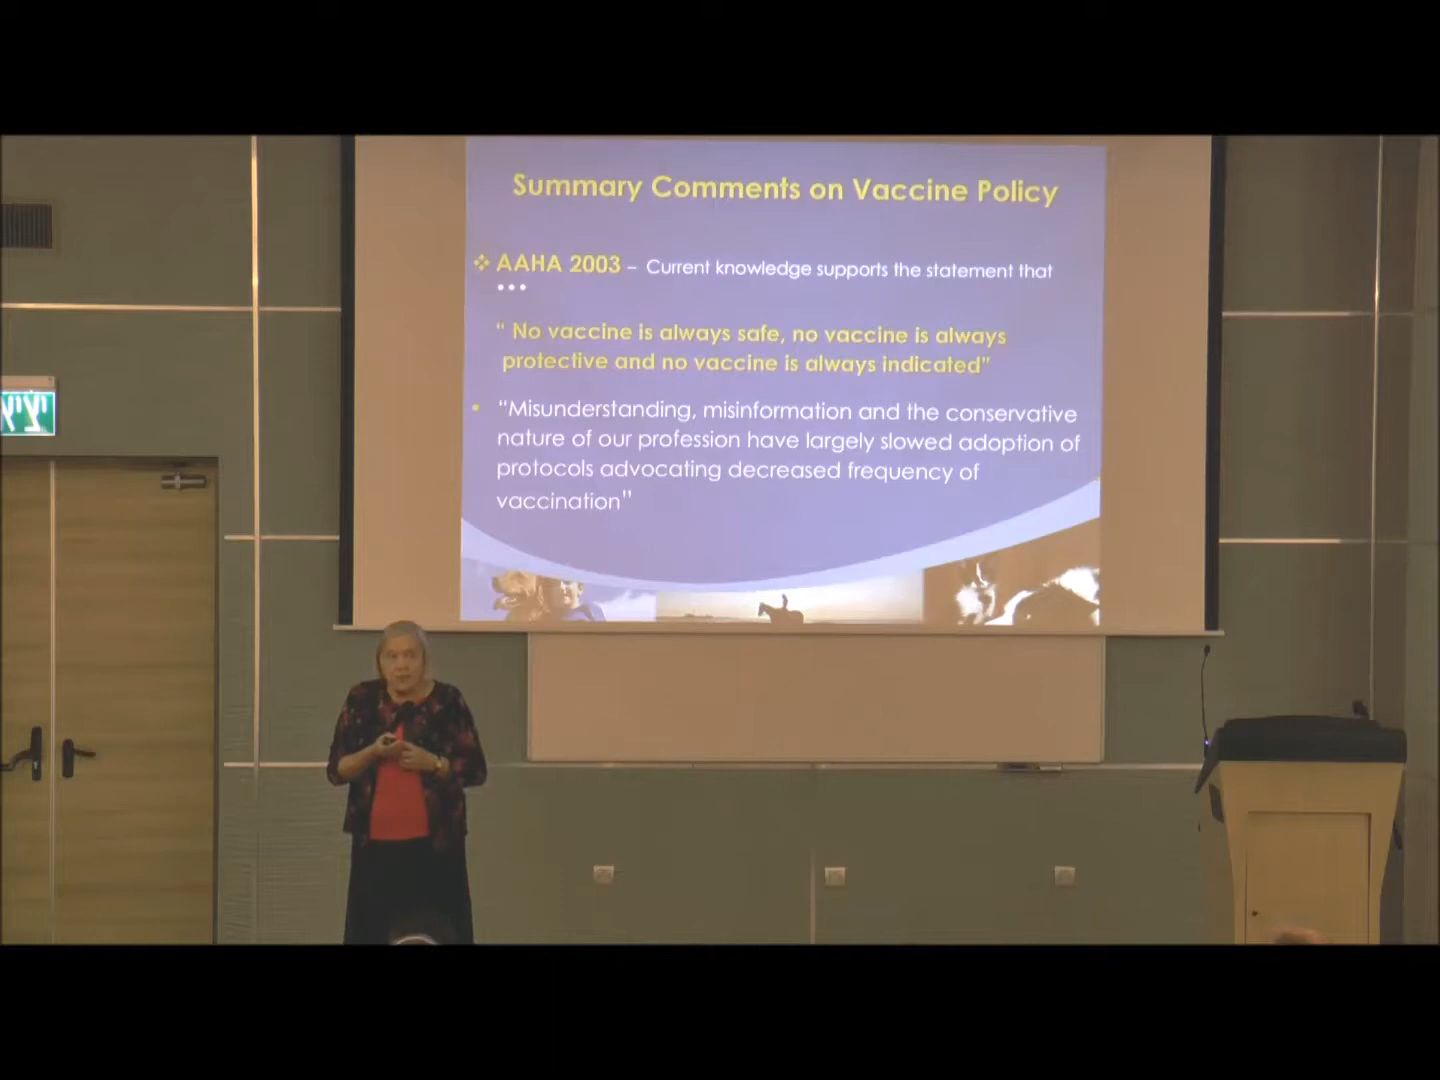 Summary Comments on Vaccine Policy
❖ AAHA 2003 – Current knowledge supports the statement that
...
“ No vaccine is always safe, no vaccine is always
protective and no vaccine is always indicated”
• “Misunderstanding, misinformation and the conservative
nature of our profession have largely slowed adoption of
protocols advocating decreased frequency of
vaccination”